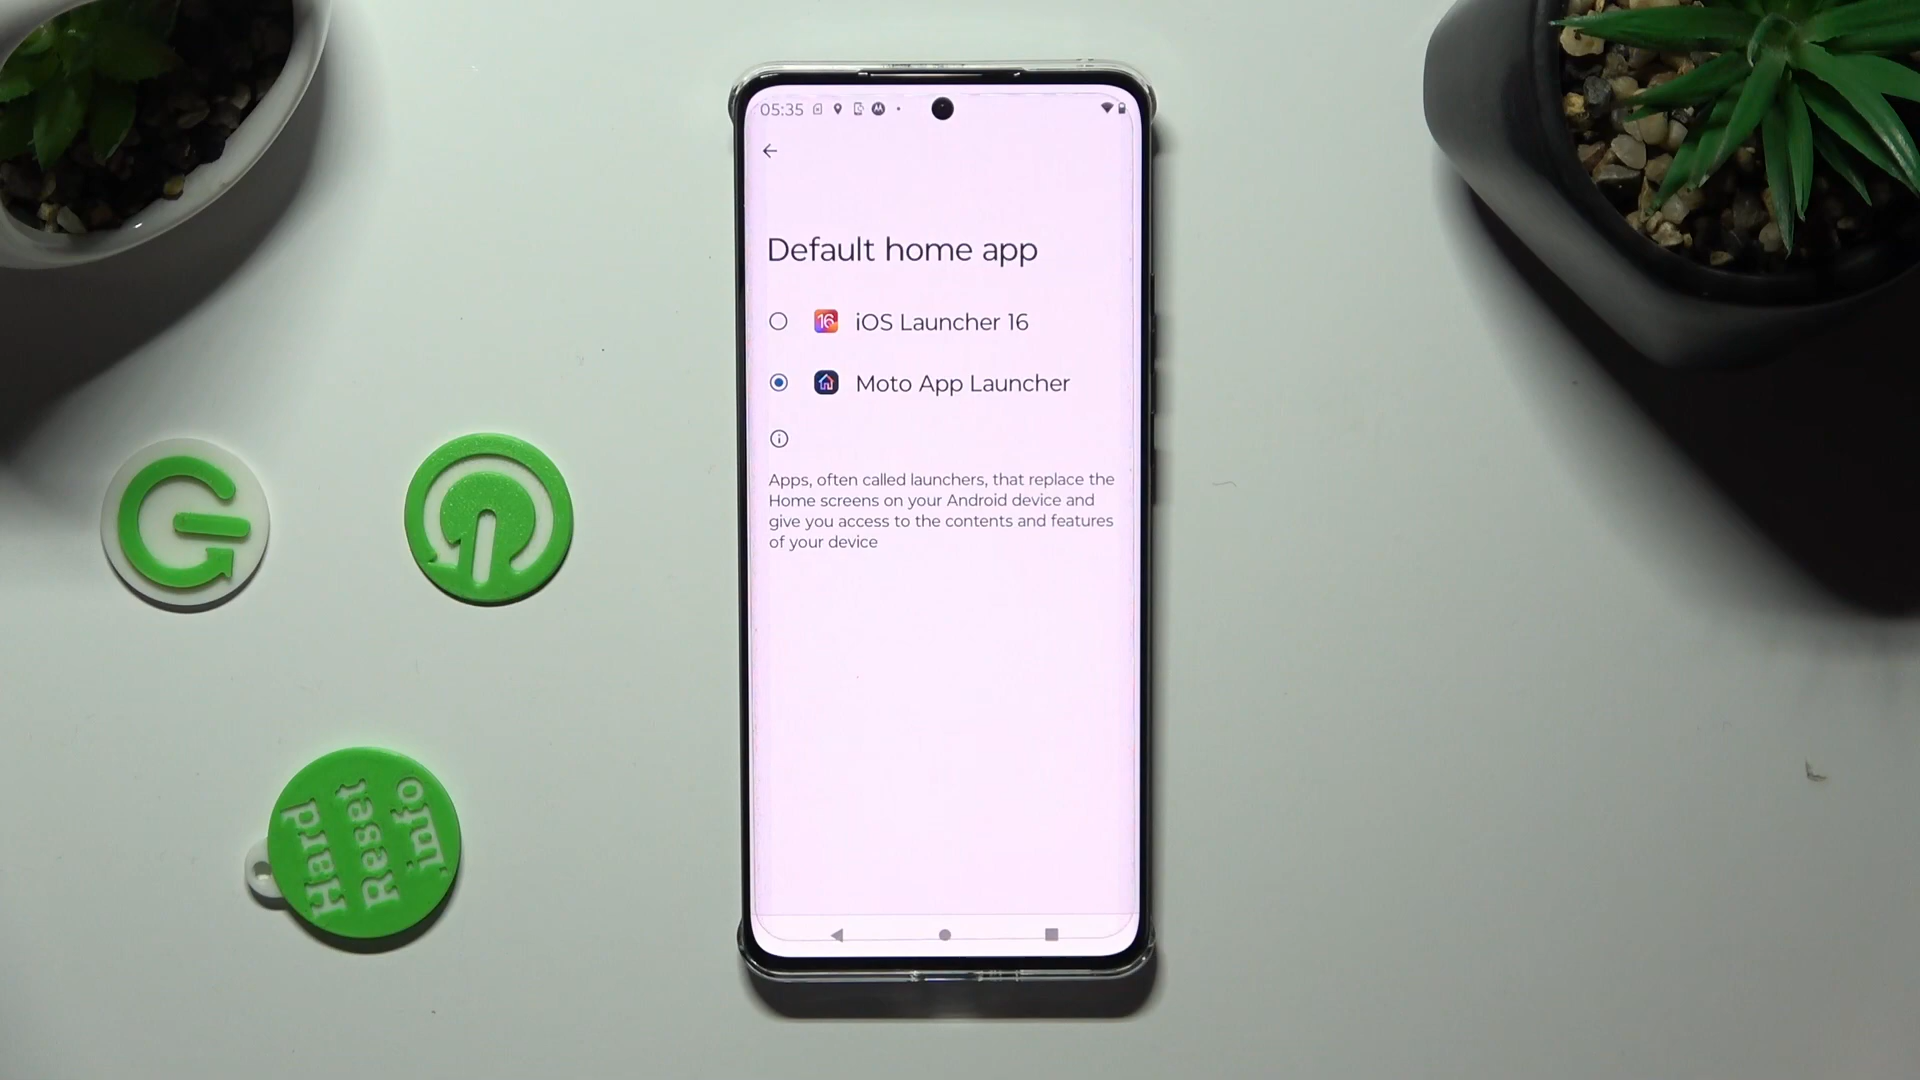 05:35
Default home app
16
iOS Launcher 16
Moto App Launcher
Apps, often called launchers, that replace the
Home screens on your Android device and
give you access to the contents and features
of your device
Hard
Reset
.info